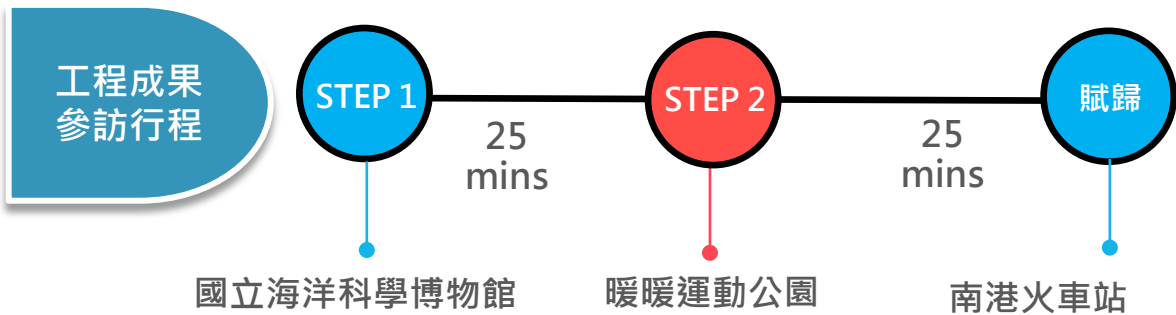 工程成果
參訪行程
STEP 1
25
mins
STEP 2
25
mins
賦歸
國立海洋科學博物館
暖暖運動公園
南港火車站